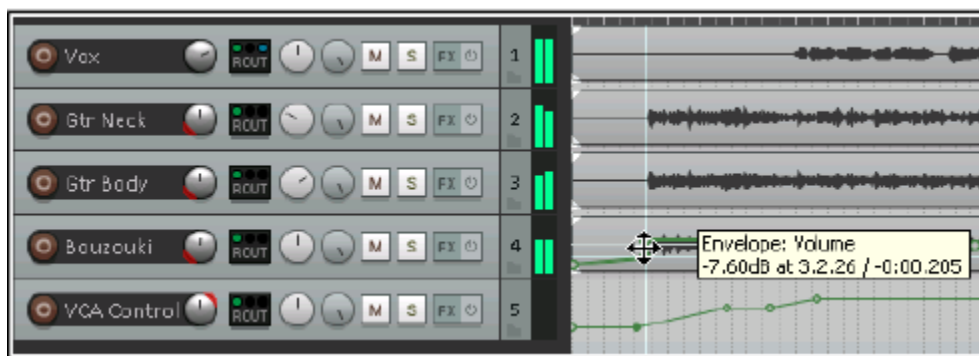 Vox ROUT M S FX 1
Gtr Neck ROUT M S FX 2
Gtr Body ROUT M S FX 3
Bouzouki ROUT M S FX 4
Envelope: Volume
-7.60dB at 3.2.26 / -0:00.205
VCA Control ROUT M S FX 5